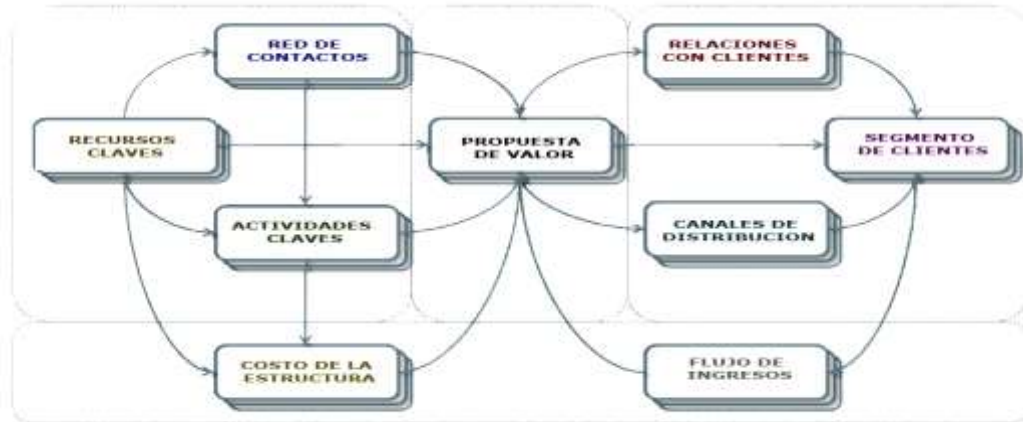 RED DE
CONTACTOS
RELACIONES
CON CLIENTES
RECURSOS
CLAVES
PROPUESTA
DE VALOR
SEGMENTO
DE CLIENTES
ACTIVIDADES
CLAVES
CANALES DE
DISTRIBUCION
COSTO DE LA
ESTRUCTURA
FLUJO DE
INGRESOS